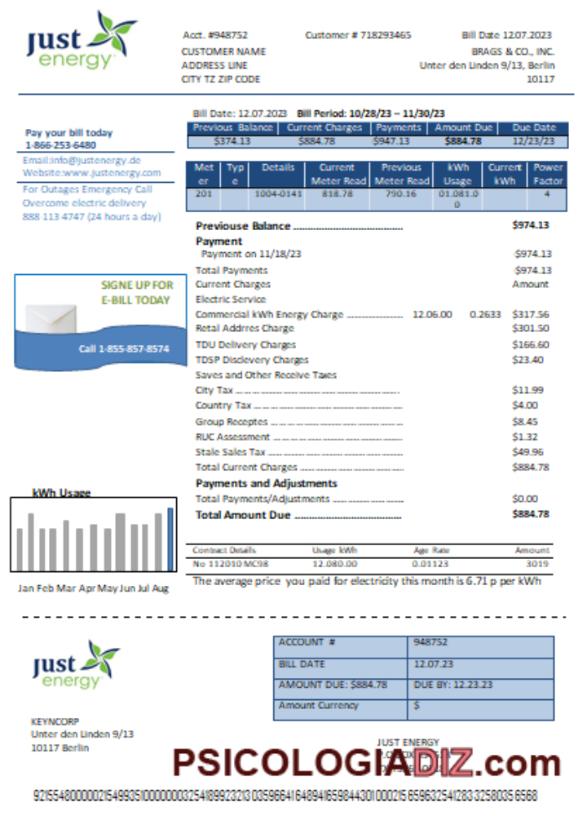 just energy
Acct. #948752 Customer # 718293465 Bill Date 12.07.2023
CUSTOMER NAME BRAGS & CO., INC.
ADDRESS LINE Unter den Linden 9/13, Berlin
CITY TZ ZIP CODE 10117
Bill Date: 12.07.2023 Bill Period: 10/28/23 – 11/30/23
Previous Balance Current Charges Payments Amount Due Due Date
$374.13 $884.78 $947.13 $884.78 12/23/23
Pay your bill today
1-866-253-6480
Email:info@justenergy.de
Website:www.justenergy.com
For Outages Emergency Call
Overcome electric delivery
888 113 4747 (24 hours a day)
Met er Typ e Details Current Meter Read Previous Meter Read kWh Usage Current kWh Power Factor
201 1004-0141 818.78 790.16 01.081.0 0 4
Previouse Balance $974.13
Payment
Payment on 11/18/23 $974.13
Total Payments $974.13
Current Charges Amount
Electric Service
Commercial kWh Energy Charge 12.06.00 0.2633 $317.56
Retal Addrres Charge $301.50
TDU Delivery Charges $166.60
TDSP Disclevery Charges $23.40
Saves and Other Receive Taxes
City Tax $11.99
Country Tax $4.00
Group Receptes $8.45
RUC Assessment $1.32
Stale Sales Tax $49.96
Total Current Charges $884.78
Payments and Adjustments
Total Payments/Adjustments $0.00
Total Amount Due $884.78
SIGNE UP FOR
E-BILL TODAY
Call 1-855-857-8574
kWh Usage
Jan Feb Mar Apr May Jun Jul Aug
Contract Details Usage kWh Age Rate Amount
No 112010 MC98 12.080.00 0.01123 3019
The average price you paid for electricity this month is 6.71 p per kWh
just energy
ACCOUNT # 948752
BILL DATE 12.07.23
AMOUNT DUE: $884.78 DUE BY: 12.23.23
Amount Currency $
KEYNCORP
Unter den Linden 9/13
10117 Berlin
JUST ENERGY
PSICOLOGIADIZ.com